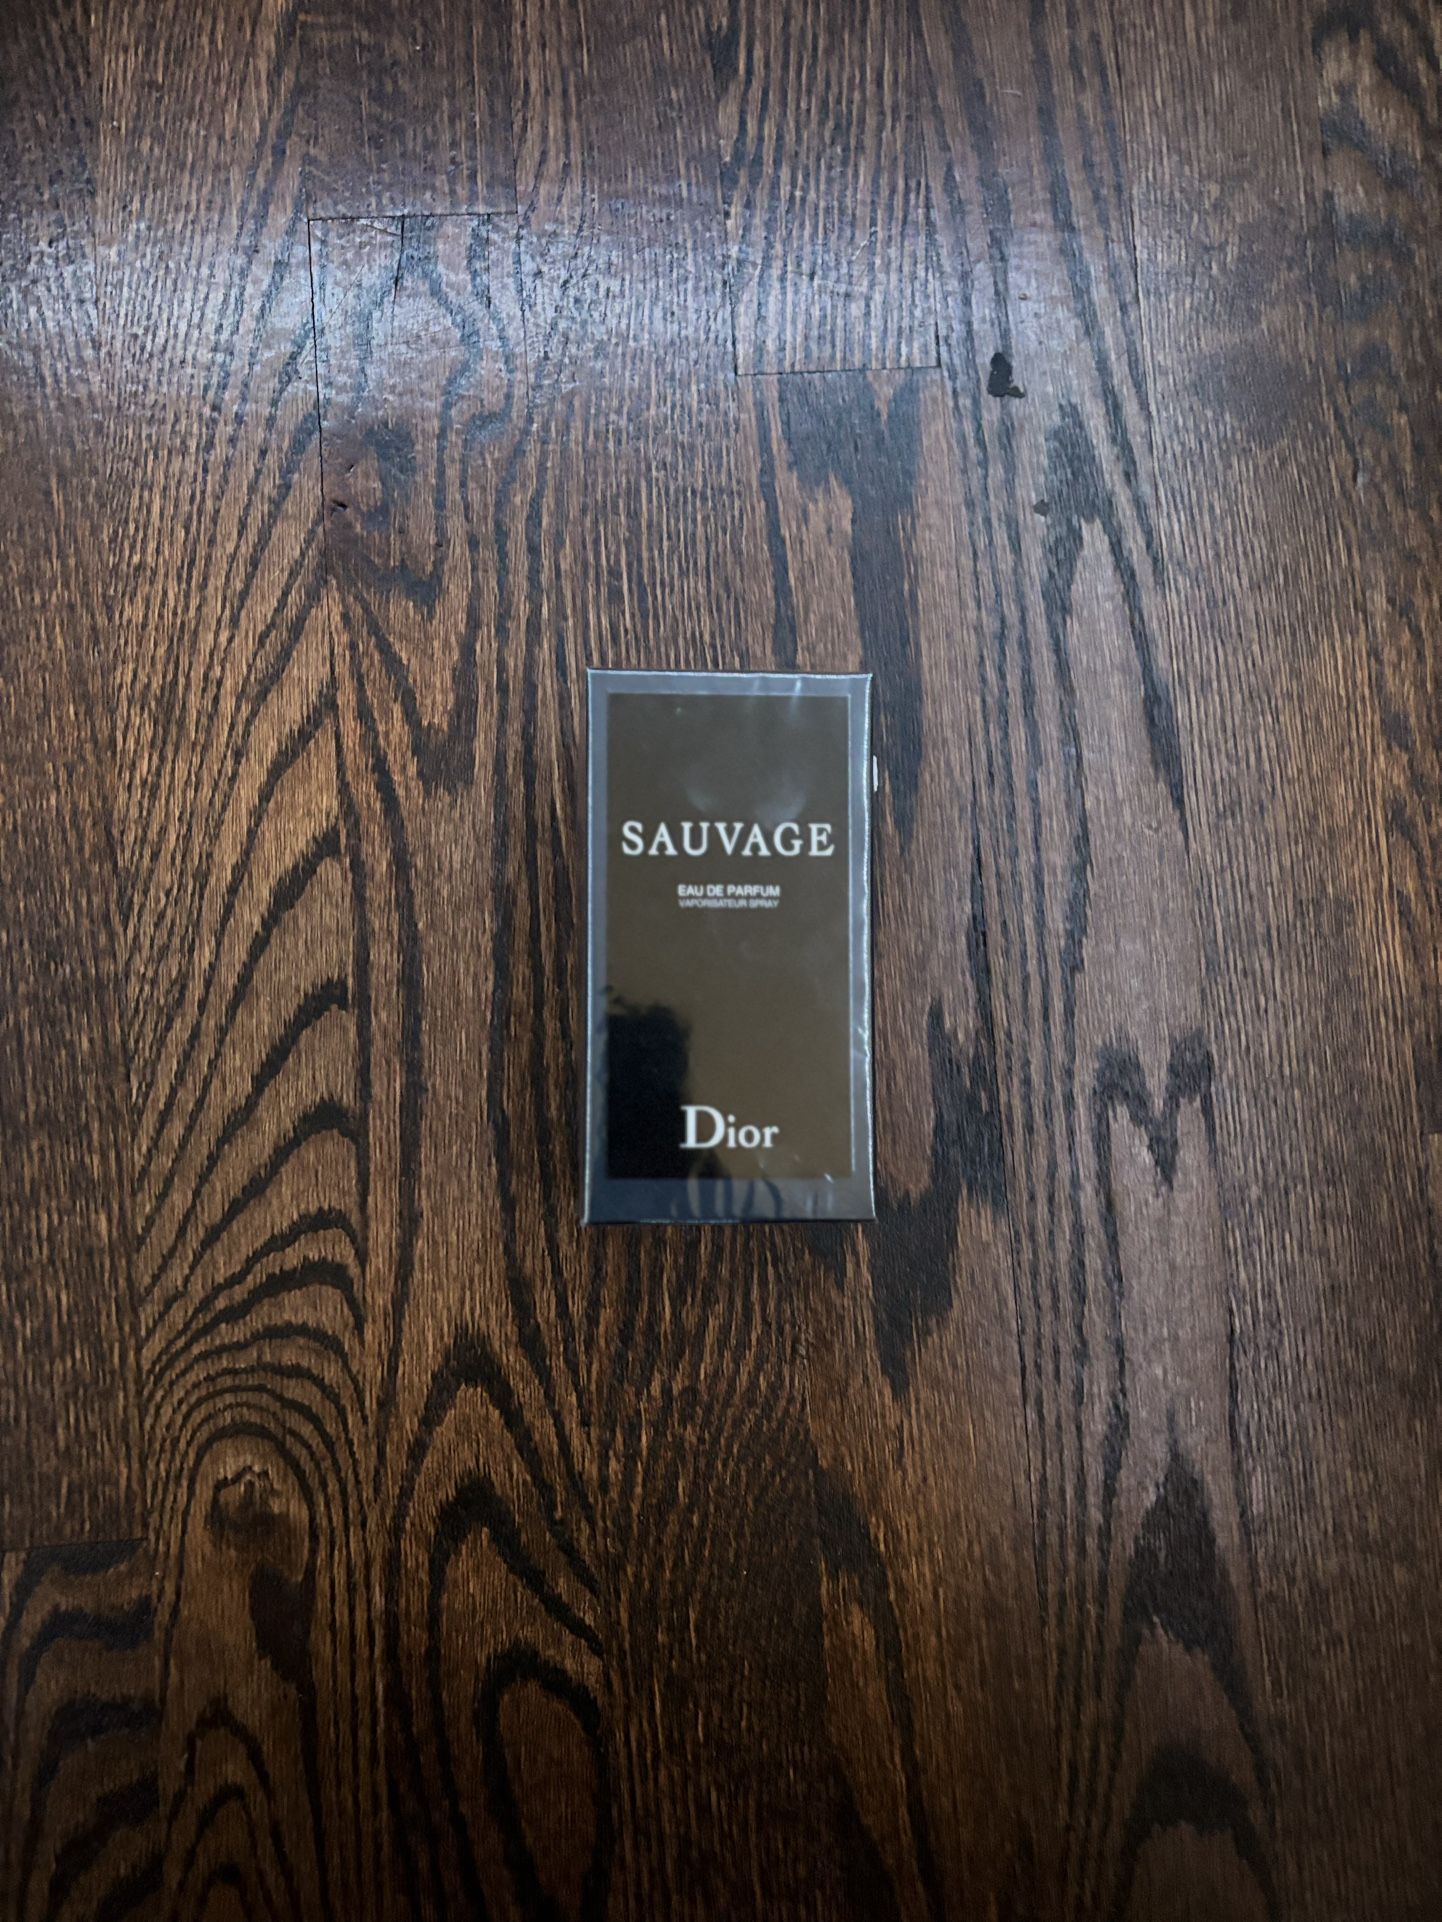 SAUVAGE
EAU DE PARFUM
VAPORISATEUR SPRAY
Dior